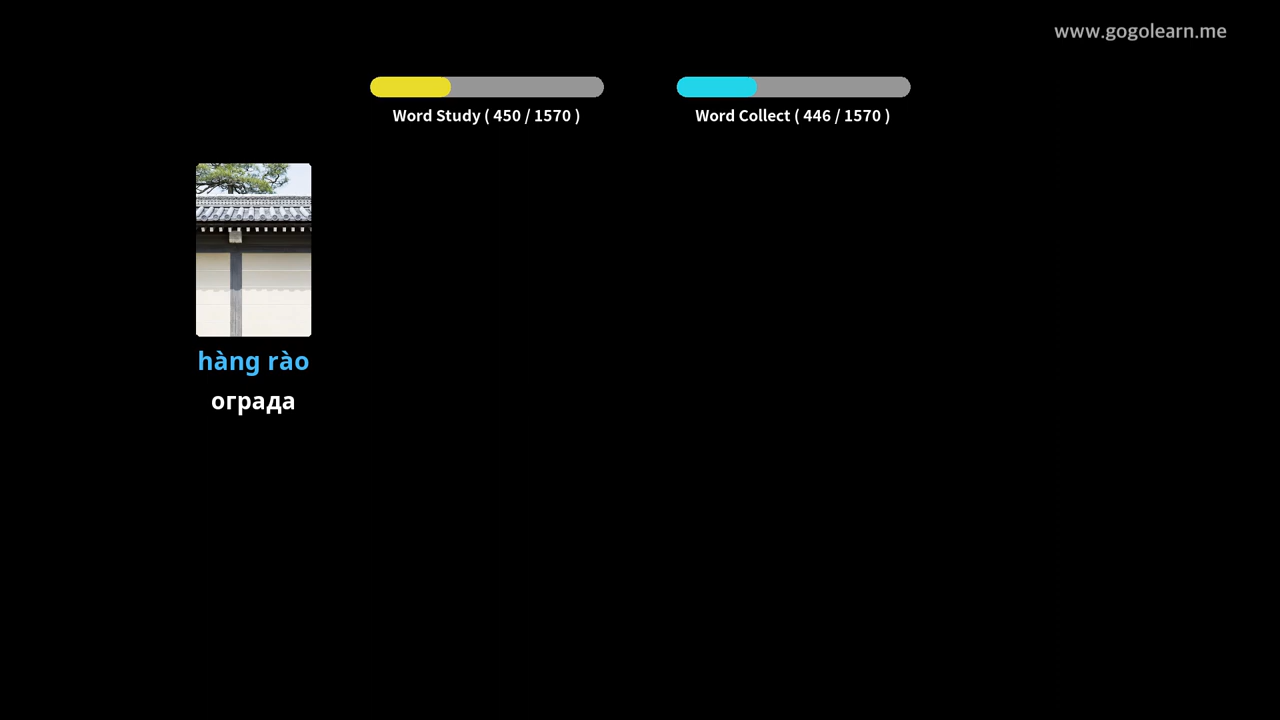 www.gogolearn.me
Word Study ( 450 / 1570 )
Word Collect ( 446 / 1570 )
hàng rào
ограда